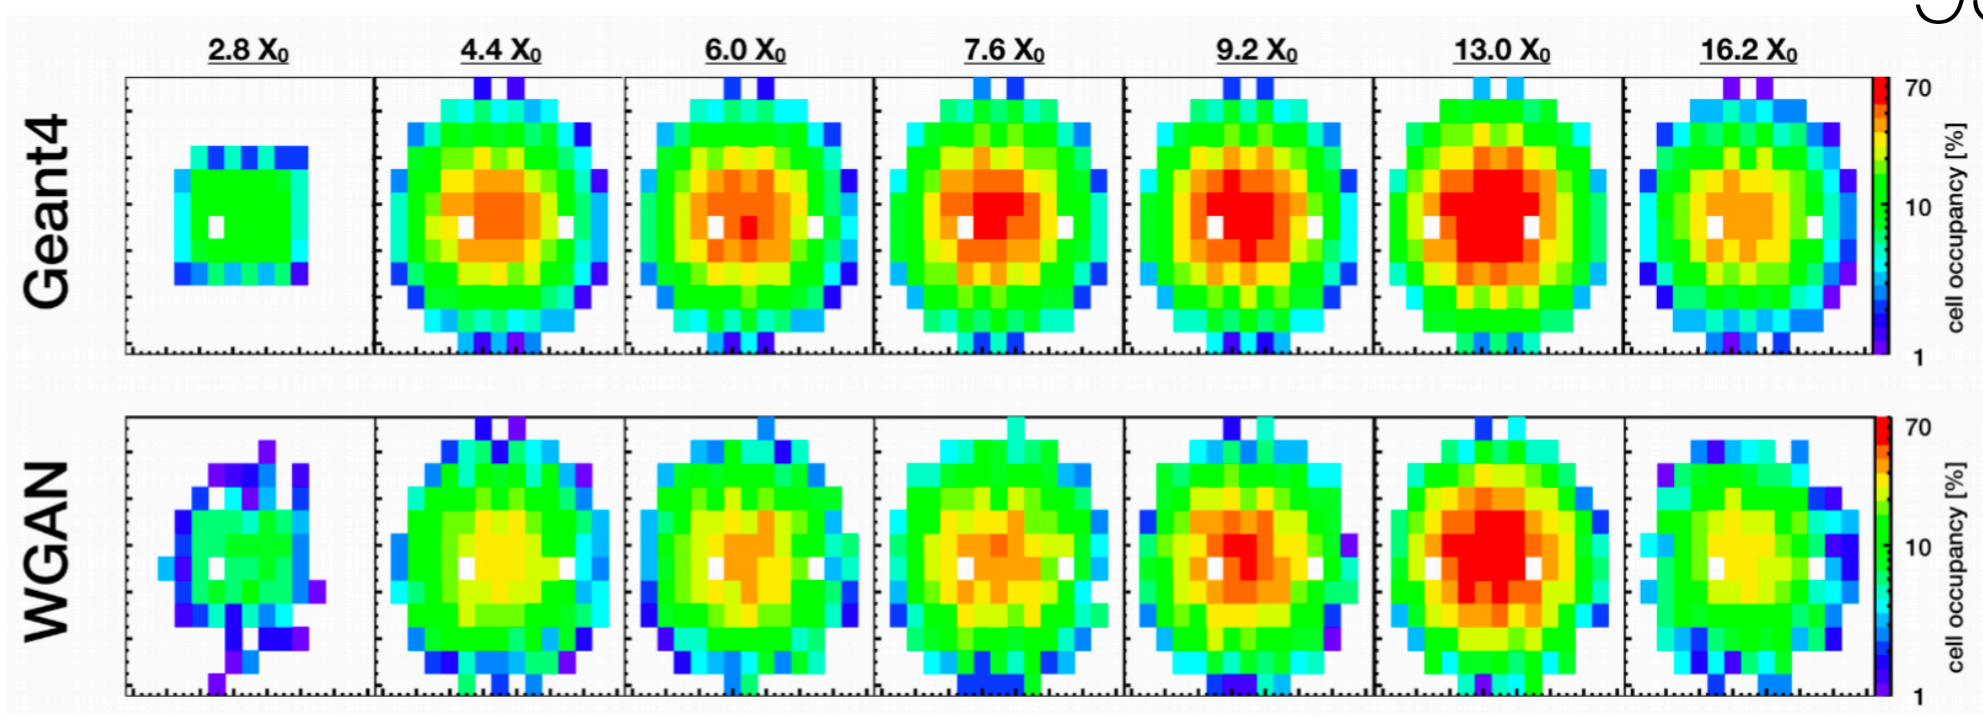 2.8 X₀ 4.4 X₀ 6.0 X₀ 7.6 X₀ 9.2 X₀ 13.0 X₀ 16.2 X₀
Geant4
70
10
1
cell occupancy [%]
WGAN
70
10
1
cell occupancy [%]